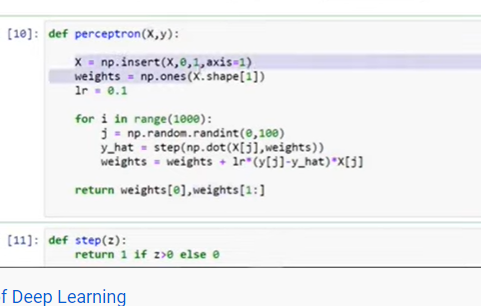 [10]: def perceptron(X,y):
X = np.insert(X,0,1,axis=1)
weights = np.ones(X.shape[1])
lr = 0.1
for i in range(1000):
j = np.random.randint(0,100)
y_hat = step(np.dot(X[j],weights))
weights = weights + lr*(y[j]-y_hat)*X[j]
return weights[0],weights[1:]
[11]: def step(z):
return 1 if z>0 else 0
f Deep Learning